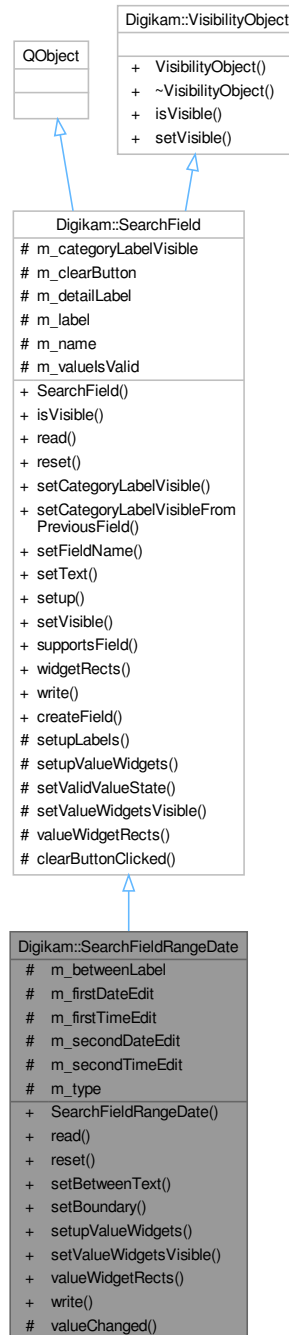 Digikam::VisibilityObject
+ VisibilityObject()
+ ~VisibilityObject()
+ isVisible()
+ setVisible()
QObject
Digikam::SearchField
# m_categoryLabelVisible
# m_clearButton
# m_detailLabel
# m_label
# m_name
# m_valueIsValid
+ SearchField()
+ isVisible()
+ read()
+ reset()
+ setCategoryLabelVisible()
+ setCategoryLabelVisibleFrom
PreviousField()
+ setFieldName()
+ setText()
+ setup()
+ setVisible()
+ supportsField()
+ widgetRects()
+ write()
+ createField()
# setupLabels()
# setupValueWidgets()
# setValidValueState()
# setValueWidgetsVisible()
# valueWidgetRects()
# clearButtonClicked()
Digikam::SearchFieldRangeDate
# m_betweenLabel
# m_firstDateEdit
# m_firstTimeEdit
# m_secondDateEdit
# m_secondTimeEdit
# m_type
+ SearchFieldRangeDate()
+ read()
+ reset()
+ setBetweenText()
+ setBoundary()
+ setupValueWidgets()
+ setValueWidgetsVisible()
+ valueWidgetRects()
+ write()
# valueChanged()